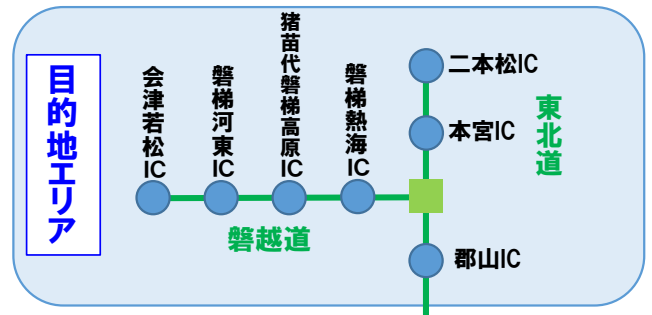 目的地エリア
会津若松IC
磐梯河東IC
猪苗代磐梯高原IC
磐梯熱海IC
磐越道
二本松IC
本宮IC
郡山IC
東北道